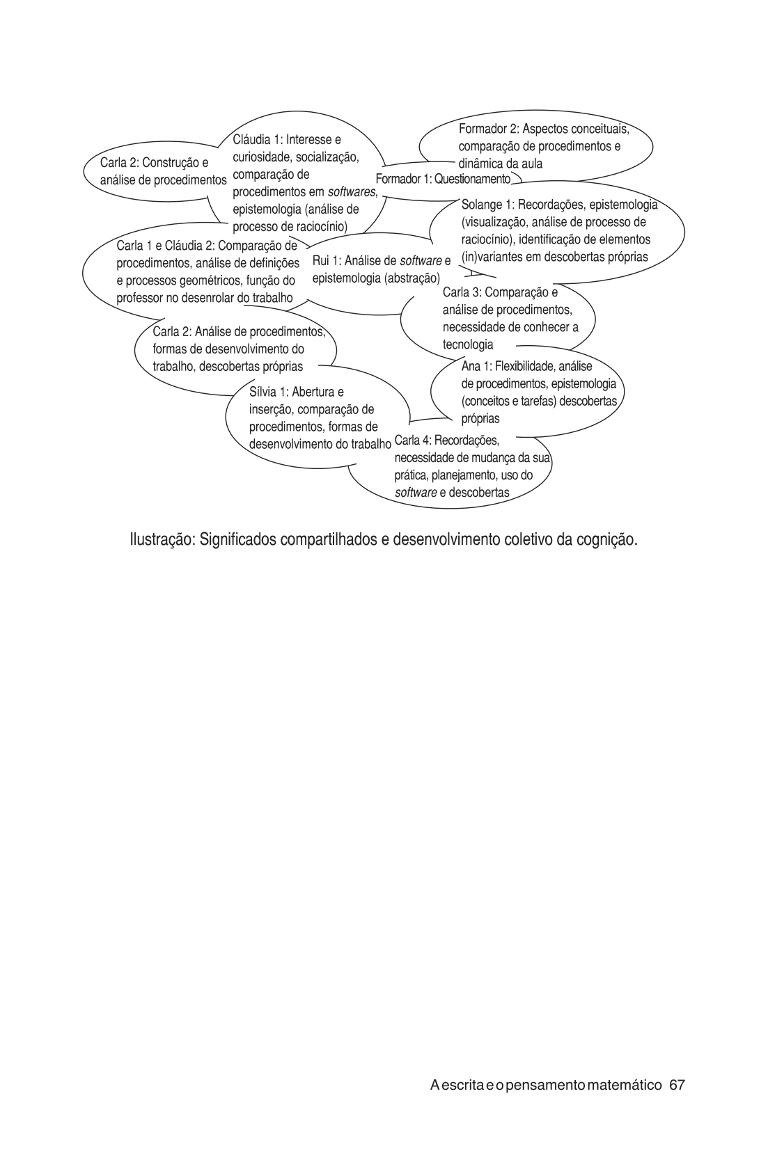 Carla 2: Construção e
análise de procedimentos
Cláudia 1: Interesse e
curiosidade, socialização,
comparação de
procedimentos em softwares,
epistemologia (análise de
processo de raciocínio)
Formador 2: Aspectos conceituais,
comparação de procedimentos e
dinâmica da aula
Formador 1: Questionamento
Solange 1: Recordações, epistemologia
(visualização, análise de processo de
raciocínio), identificação de elementos
(in)variantes em descobertas próprias
Carla 1 e Cláudia 2: Comparação de
procedimentos, análise de definições
e processos geométricos, função do
professor no desenrolar do trabalho
Rui 1: Análise de software e
epistemologia (abstração)
Carla 3: Comparação e
análise de procedimentos,
necessidade de conhecer a
tecnologia
Carla 2: Análise de procedimentos,
formas de desenvolvimento do
trabalho, descobertas próprias
Ana 1: Flexibilidade, análise
de procedimentos, epistemologia
(conceitos e tarefas) descobertas
próprias
Sílvia 1: Abertura e
inserção, comparação de
procedimentos, formas de
desenvolvimento do trabalho
Carla 4: Recordações,
necessidade de mudança da sua
prática, planejamento, uso do
software e descobertas
Ilustração: Significados compartilhados e desenvolvimento coletivo da cognição.
A escrita e o pensamento matemático 67